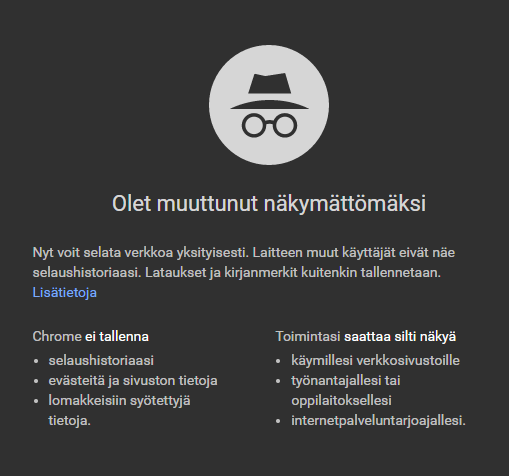 Olet muuttunut näkymättömäksi
Nyt voit selata verkkoa yksityisesti. Laitteen muut käyttäjät eivät näe
selaushistoriaasi. Lataukset ja kirjanmerkit kuitenkin tallennetaan.
Lisätietoja
Chrome ei tallenna
• selaushistoriaasi
• evästeitä ja sivuston tietoja
• lomakkeisiin syötettyjä
tietoja.
Toimintasi saattaa silti näkyä
• käymillesi verkkosivustoille
• työnantajallesi tai
oppilaitoksellesi
• internetpalveluntarjoajallesi.